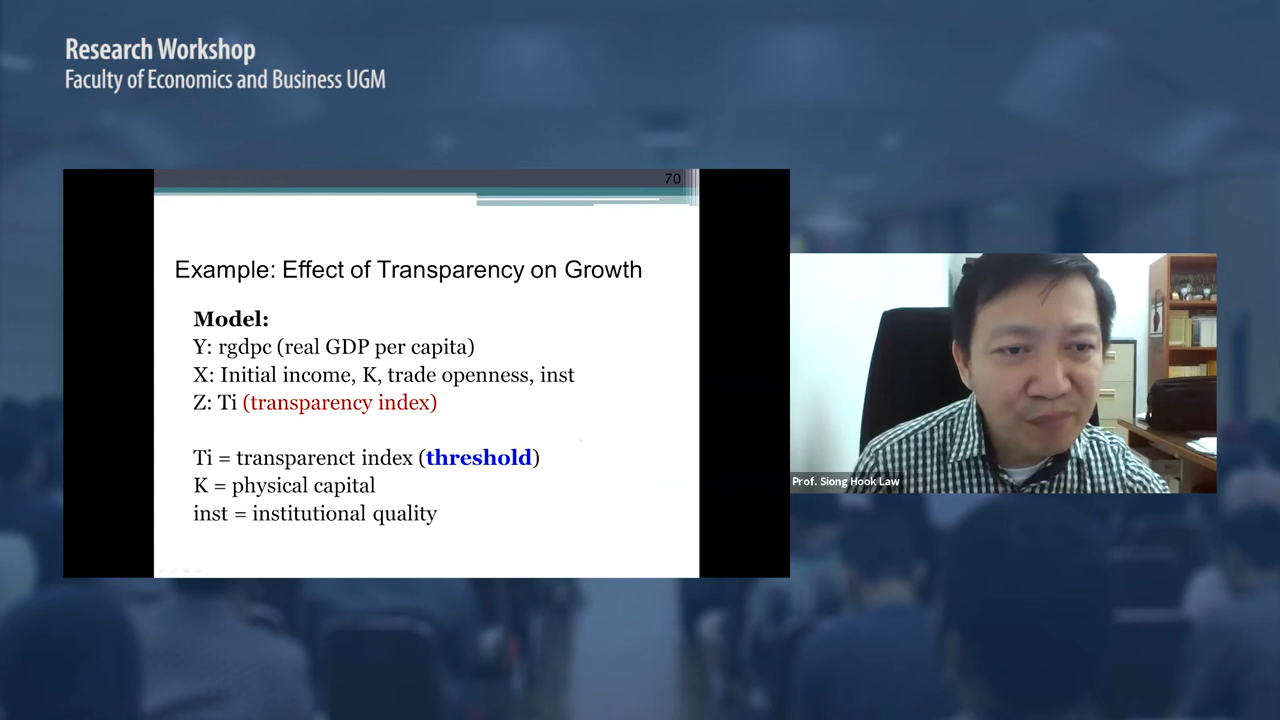 Research Workshop
Faculty of Economics and Business UGM
70
Example: Effect of Transparency on Growth
Model:
Y: rgdpc (real GDP per capita)
X: Initial income, K, trade openness, inst
Z: Ti (transparency index)
Ti = transparenct index (threshold)
K = physical capital
inst = institutional quality
Prof. Siong Hook Law